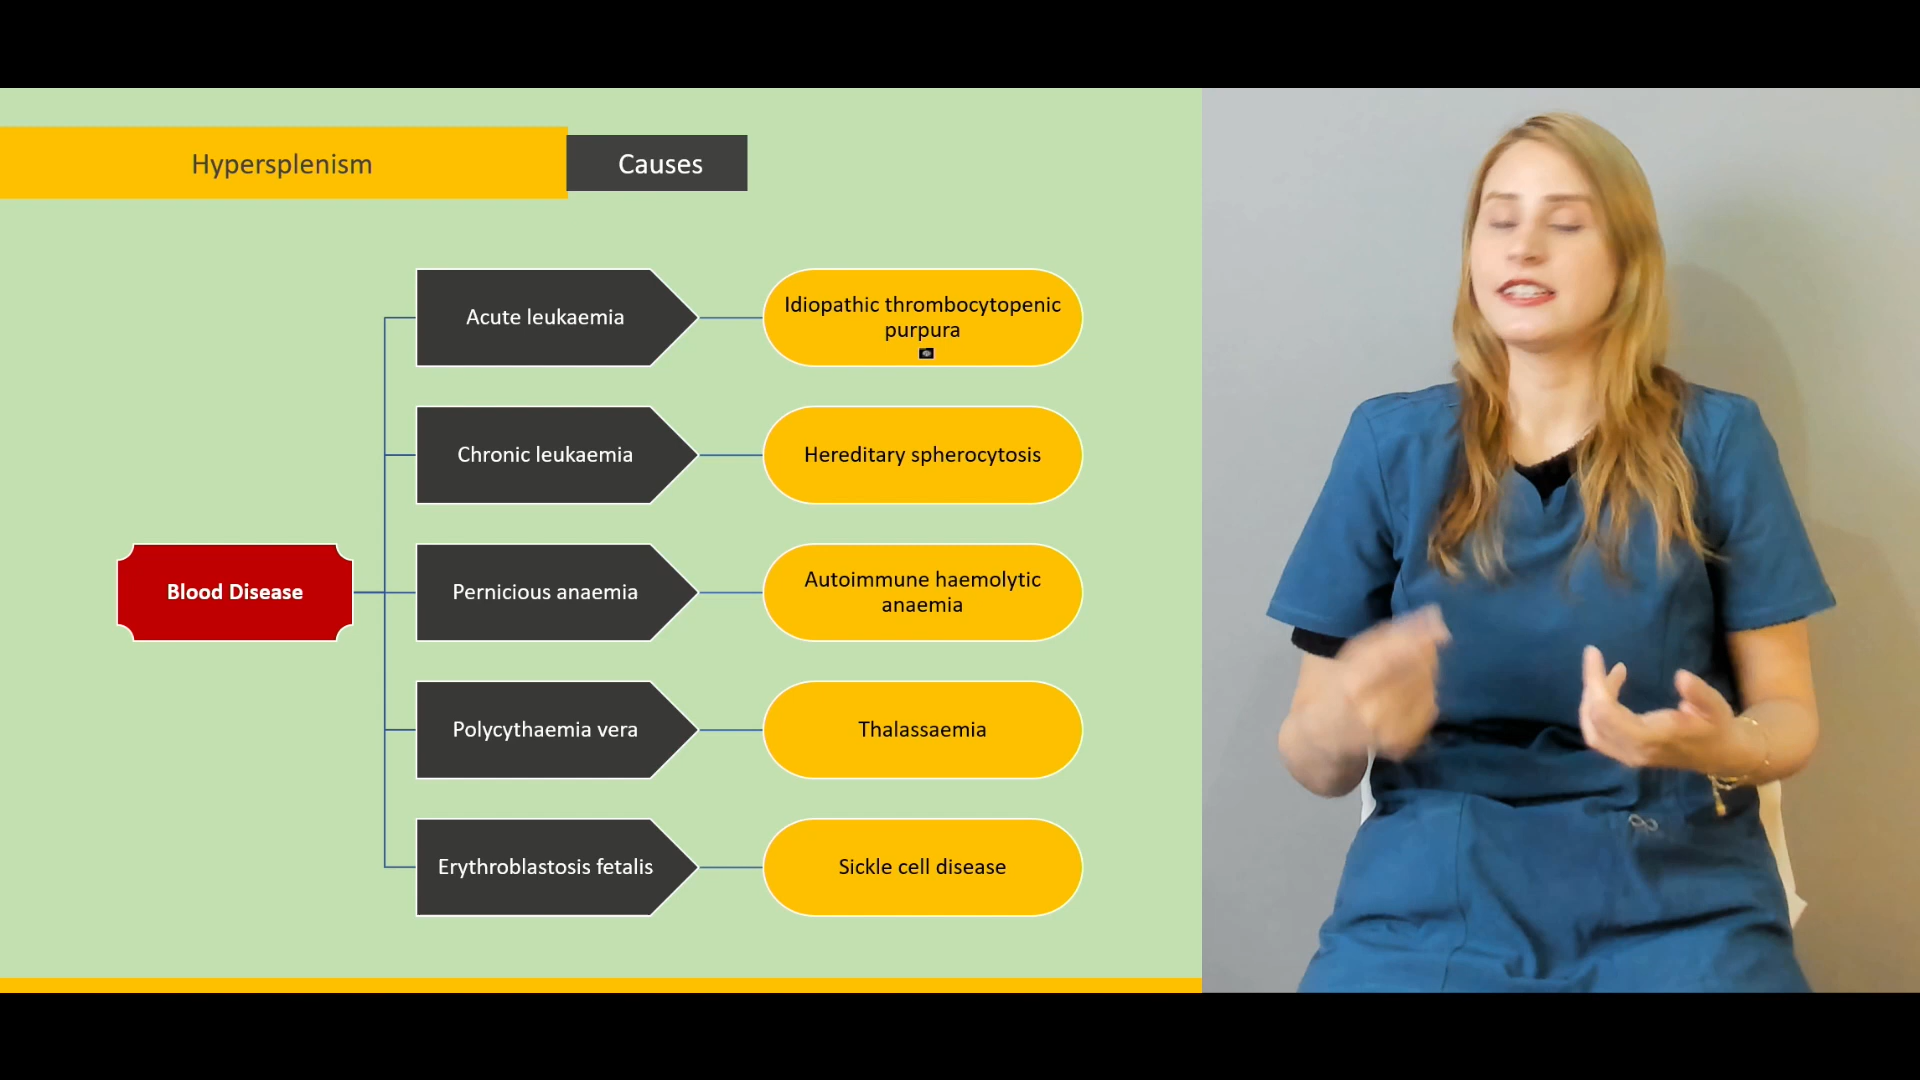 Hypersplenism
Causes
Blood Disease
Acute leukaemia
Idiopathic thrombocytopenic
purpura
Chronic leukaemia
Hereditary spherocytosis
Pernicious anaemia
Autoimmune haemolytic
anaemia
Polycythaemia vera
Thalassaemia
Erythroblastosis fetalis
Sickle cell disease